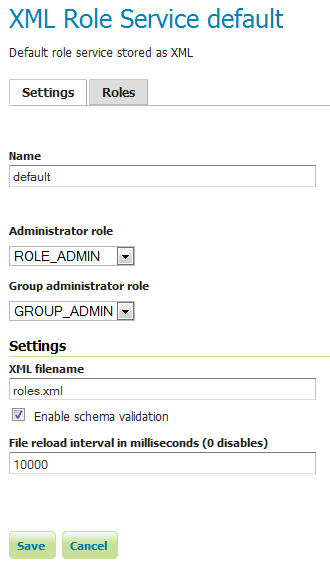 XML Role Service default
Default role service stored as XML
Settings Roles
Name
default
Administrator role
ROLE_ADMIN
Group administrator role
GROUP_ADMIN
Settings
XML filename
roles.xml
Enable schema validation
File reload interval in milliseconds (0 disables)
10000
Save Cancel